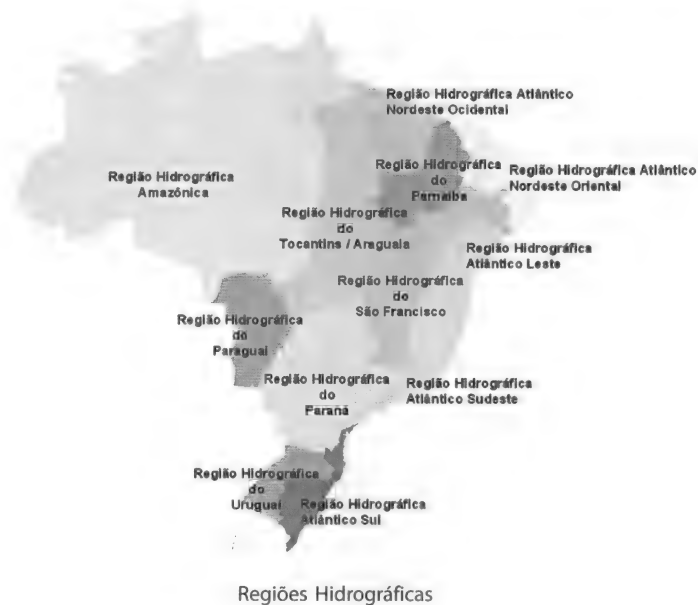 Região Hidrográfica Atlântico
Nordeste Ocidental
Região Hidrográfica
do
Parnaíba
Região Hidrográfica Atlântico
Nordeste Oriental
Região Hidrográfica
Amazônica
Região Hidrográfica
do
Tocantins / Araguaia
Região Hidrográfica
Atlântico Leste
Região Hidrográfica
do
São Francisco
Região Hidrográfica
do
Paraguai
Região Hidrográfica
do
Paraná
Região Hidrográfica
Atlântico Sudeste
Região Hidrográfica
do
Uruguai
Região Hidrográfica
Atlântico Sul
Regiões Hidrográficas